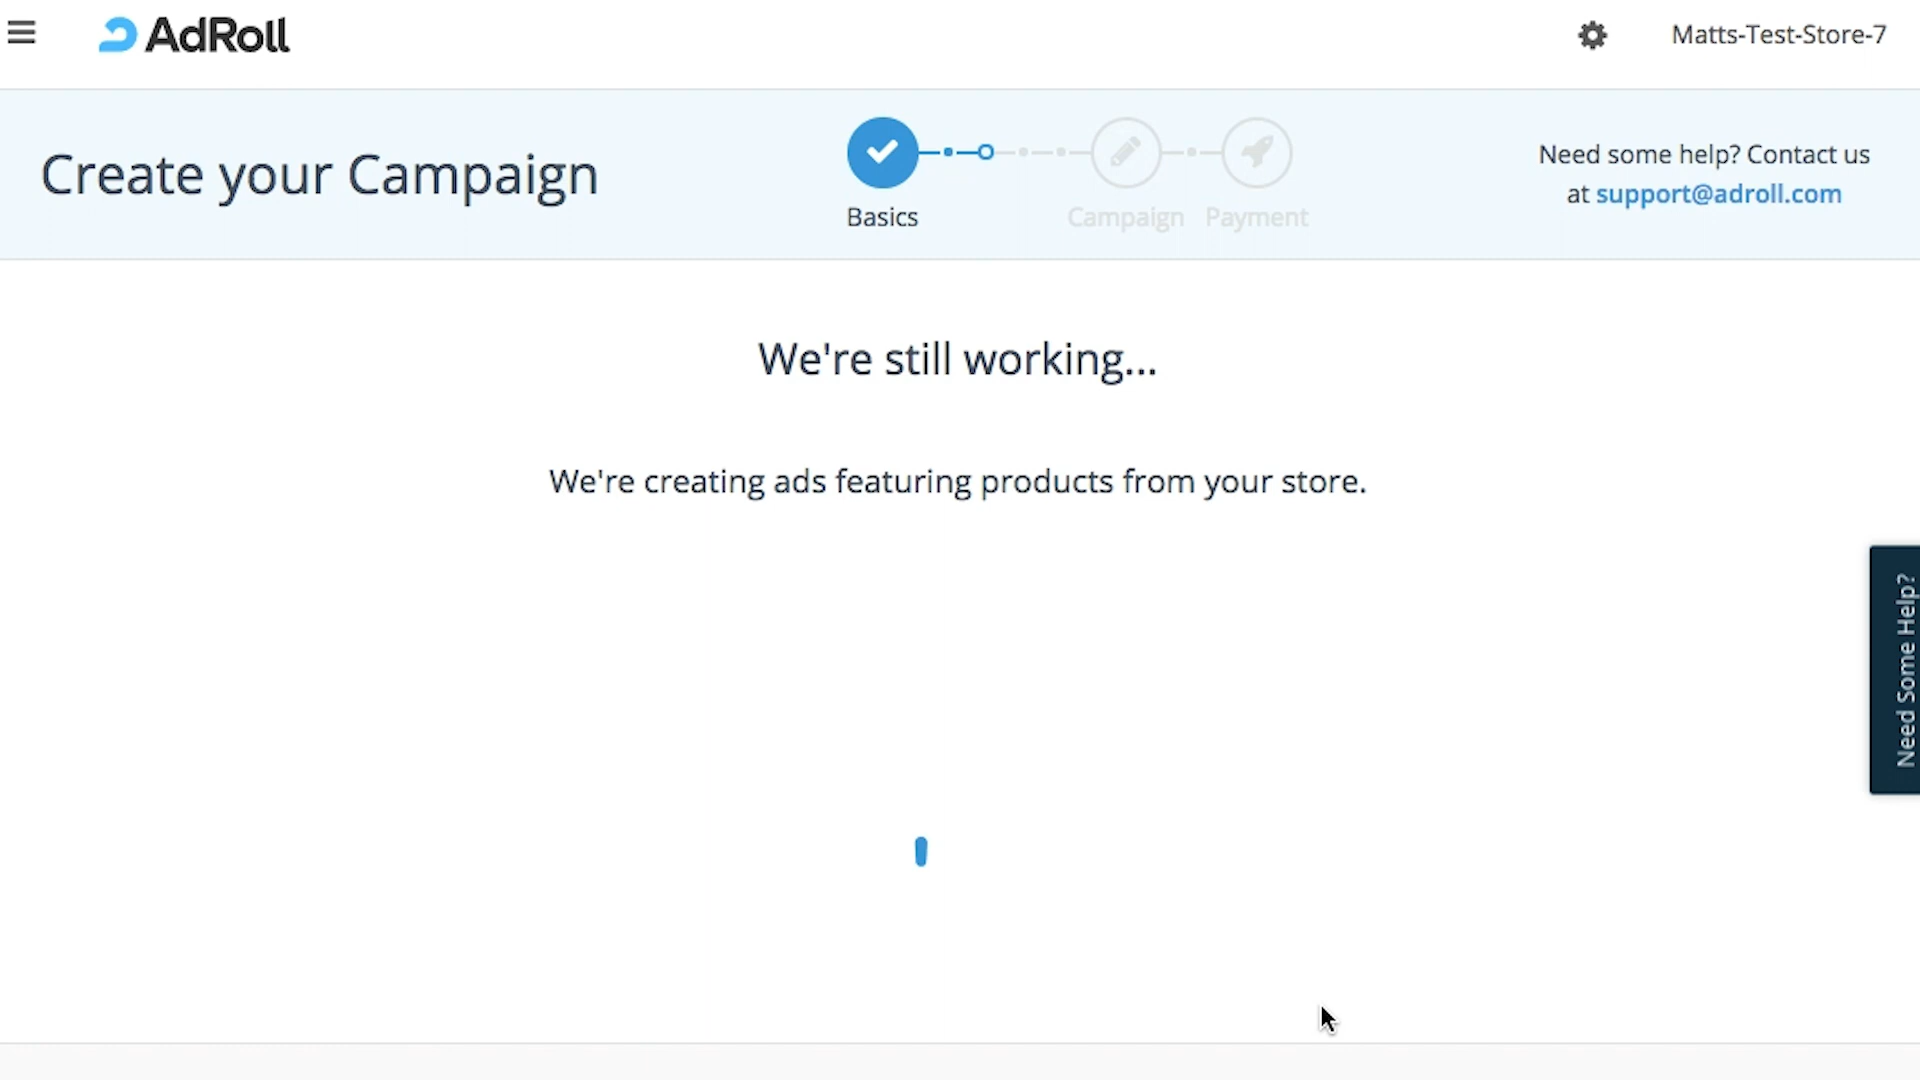 AdRoll
Matts-Test-Store-7
Create your Campaign
Basics
Campaign
Payment
Need some help? Contact us
at support@adroll.com
We're still working...
We're creating ads featuring products from your store.
Need Some Help?